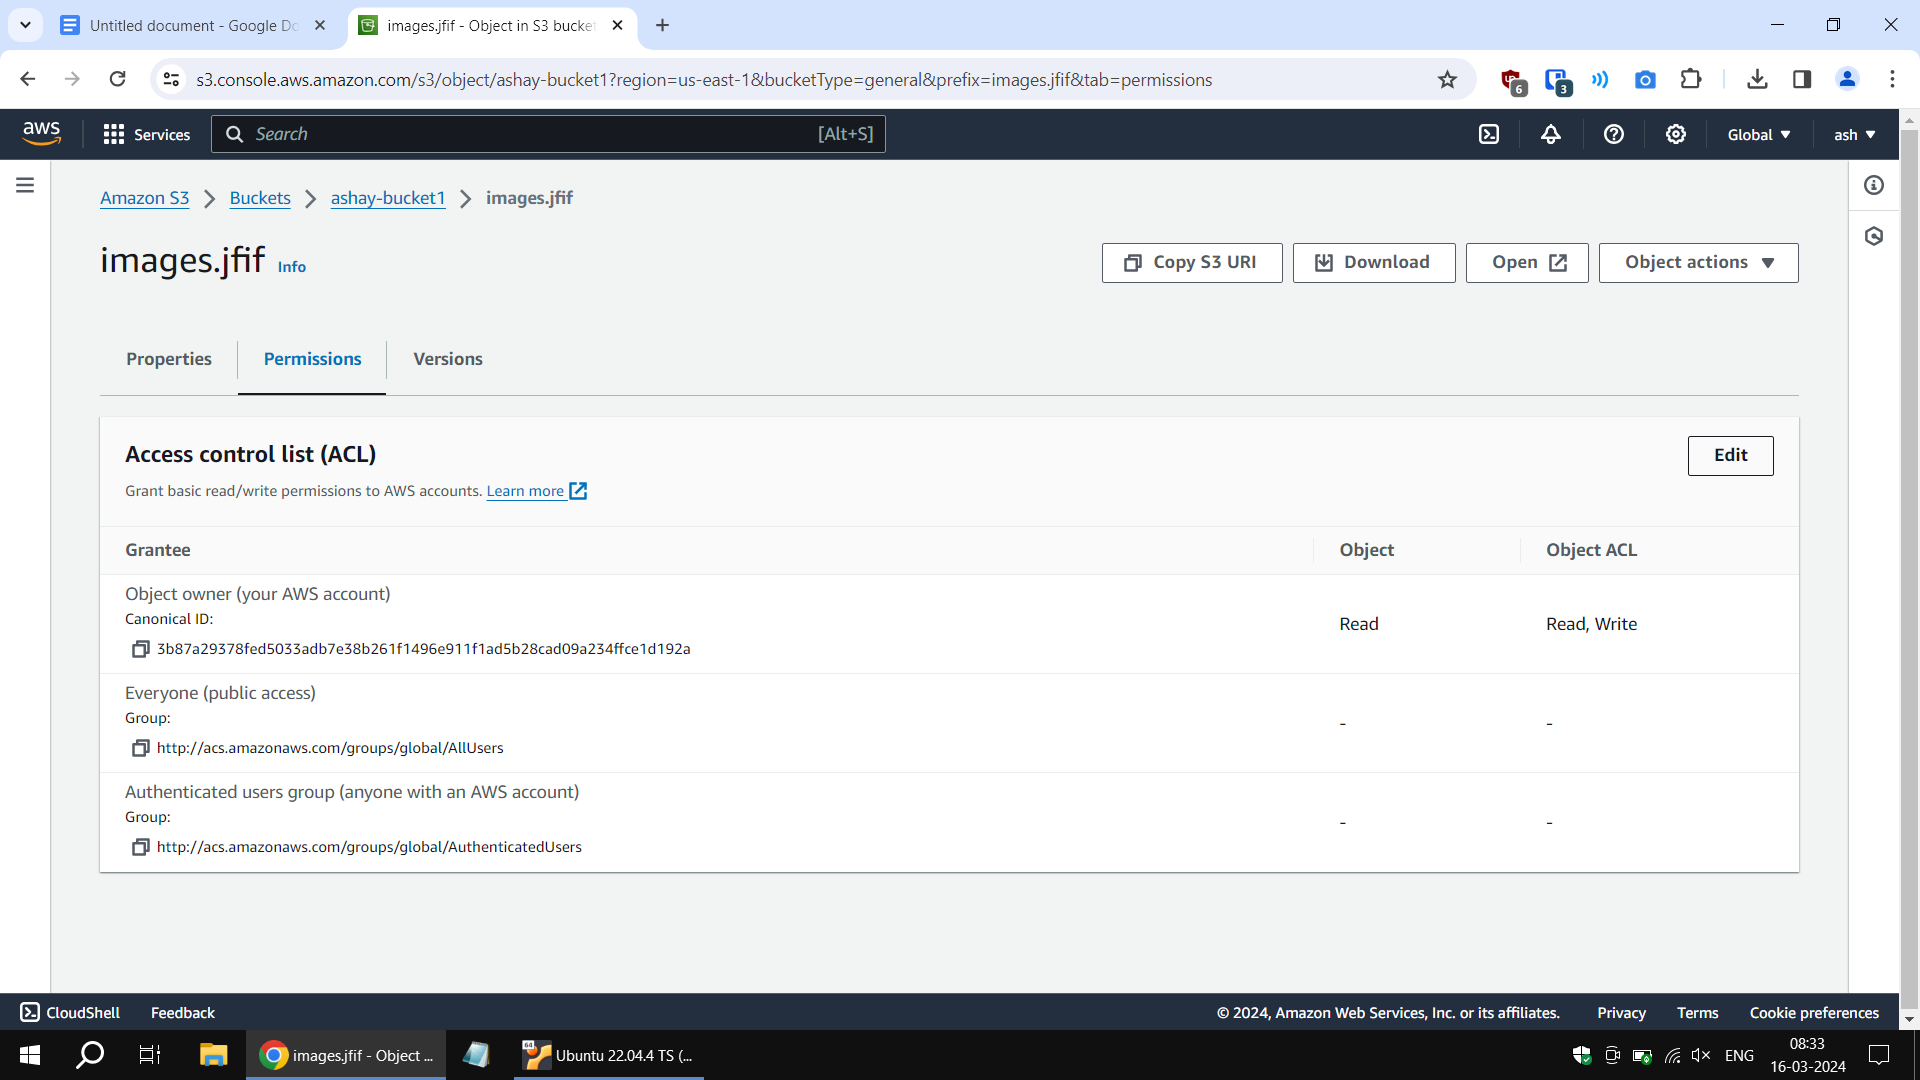 Untitled document - Google Do
images.jfif - Object in S3 bucket
s3.console.aws.amazon.com/s3/object/ashay-bucket1?region=us-east-1&bucketType=general&prefix=images.jfif&tab=permissions
6
3
aws
Services
Search
[Alt+S]
Global
ash
Amazon S3
Buckets
ashay-bucket1
images.jfif
images.jfif Info
Copy S3 URI
Download
Open
Object actions
Properties
Permissions
Versions
Access control list (ACL)
Edit
Grant basic read/write permissions to AWS accounts. Learn more
Grantee
Object
Object ACL
Object owner (your AWS account)
Canonical ID:
3b87a29378fed5033adb7e38b261f1496e911f1ad5b28cad09a234ffce1d192a
Read
Read, Write
Everyone (public access)
Group:
http://acs.amazonaws.com/groups/global/AllUsers
-
-
Authenticated users group (anyone with an AWS account)
Group:
http://acs.amazonaws.com/groups/global/AuthenticatedUsers
-
-
CloudShell
Feedback
© 2024, Amazon Web Services, Inc. or its affiliates.
Privacy
Terms
Cookie preferences
images.jfif - Object ...
64
Ubuntu 22.04.4 TS (...
ENG
08:33
16-03-2024